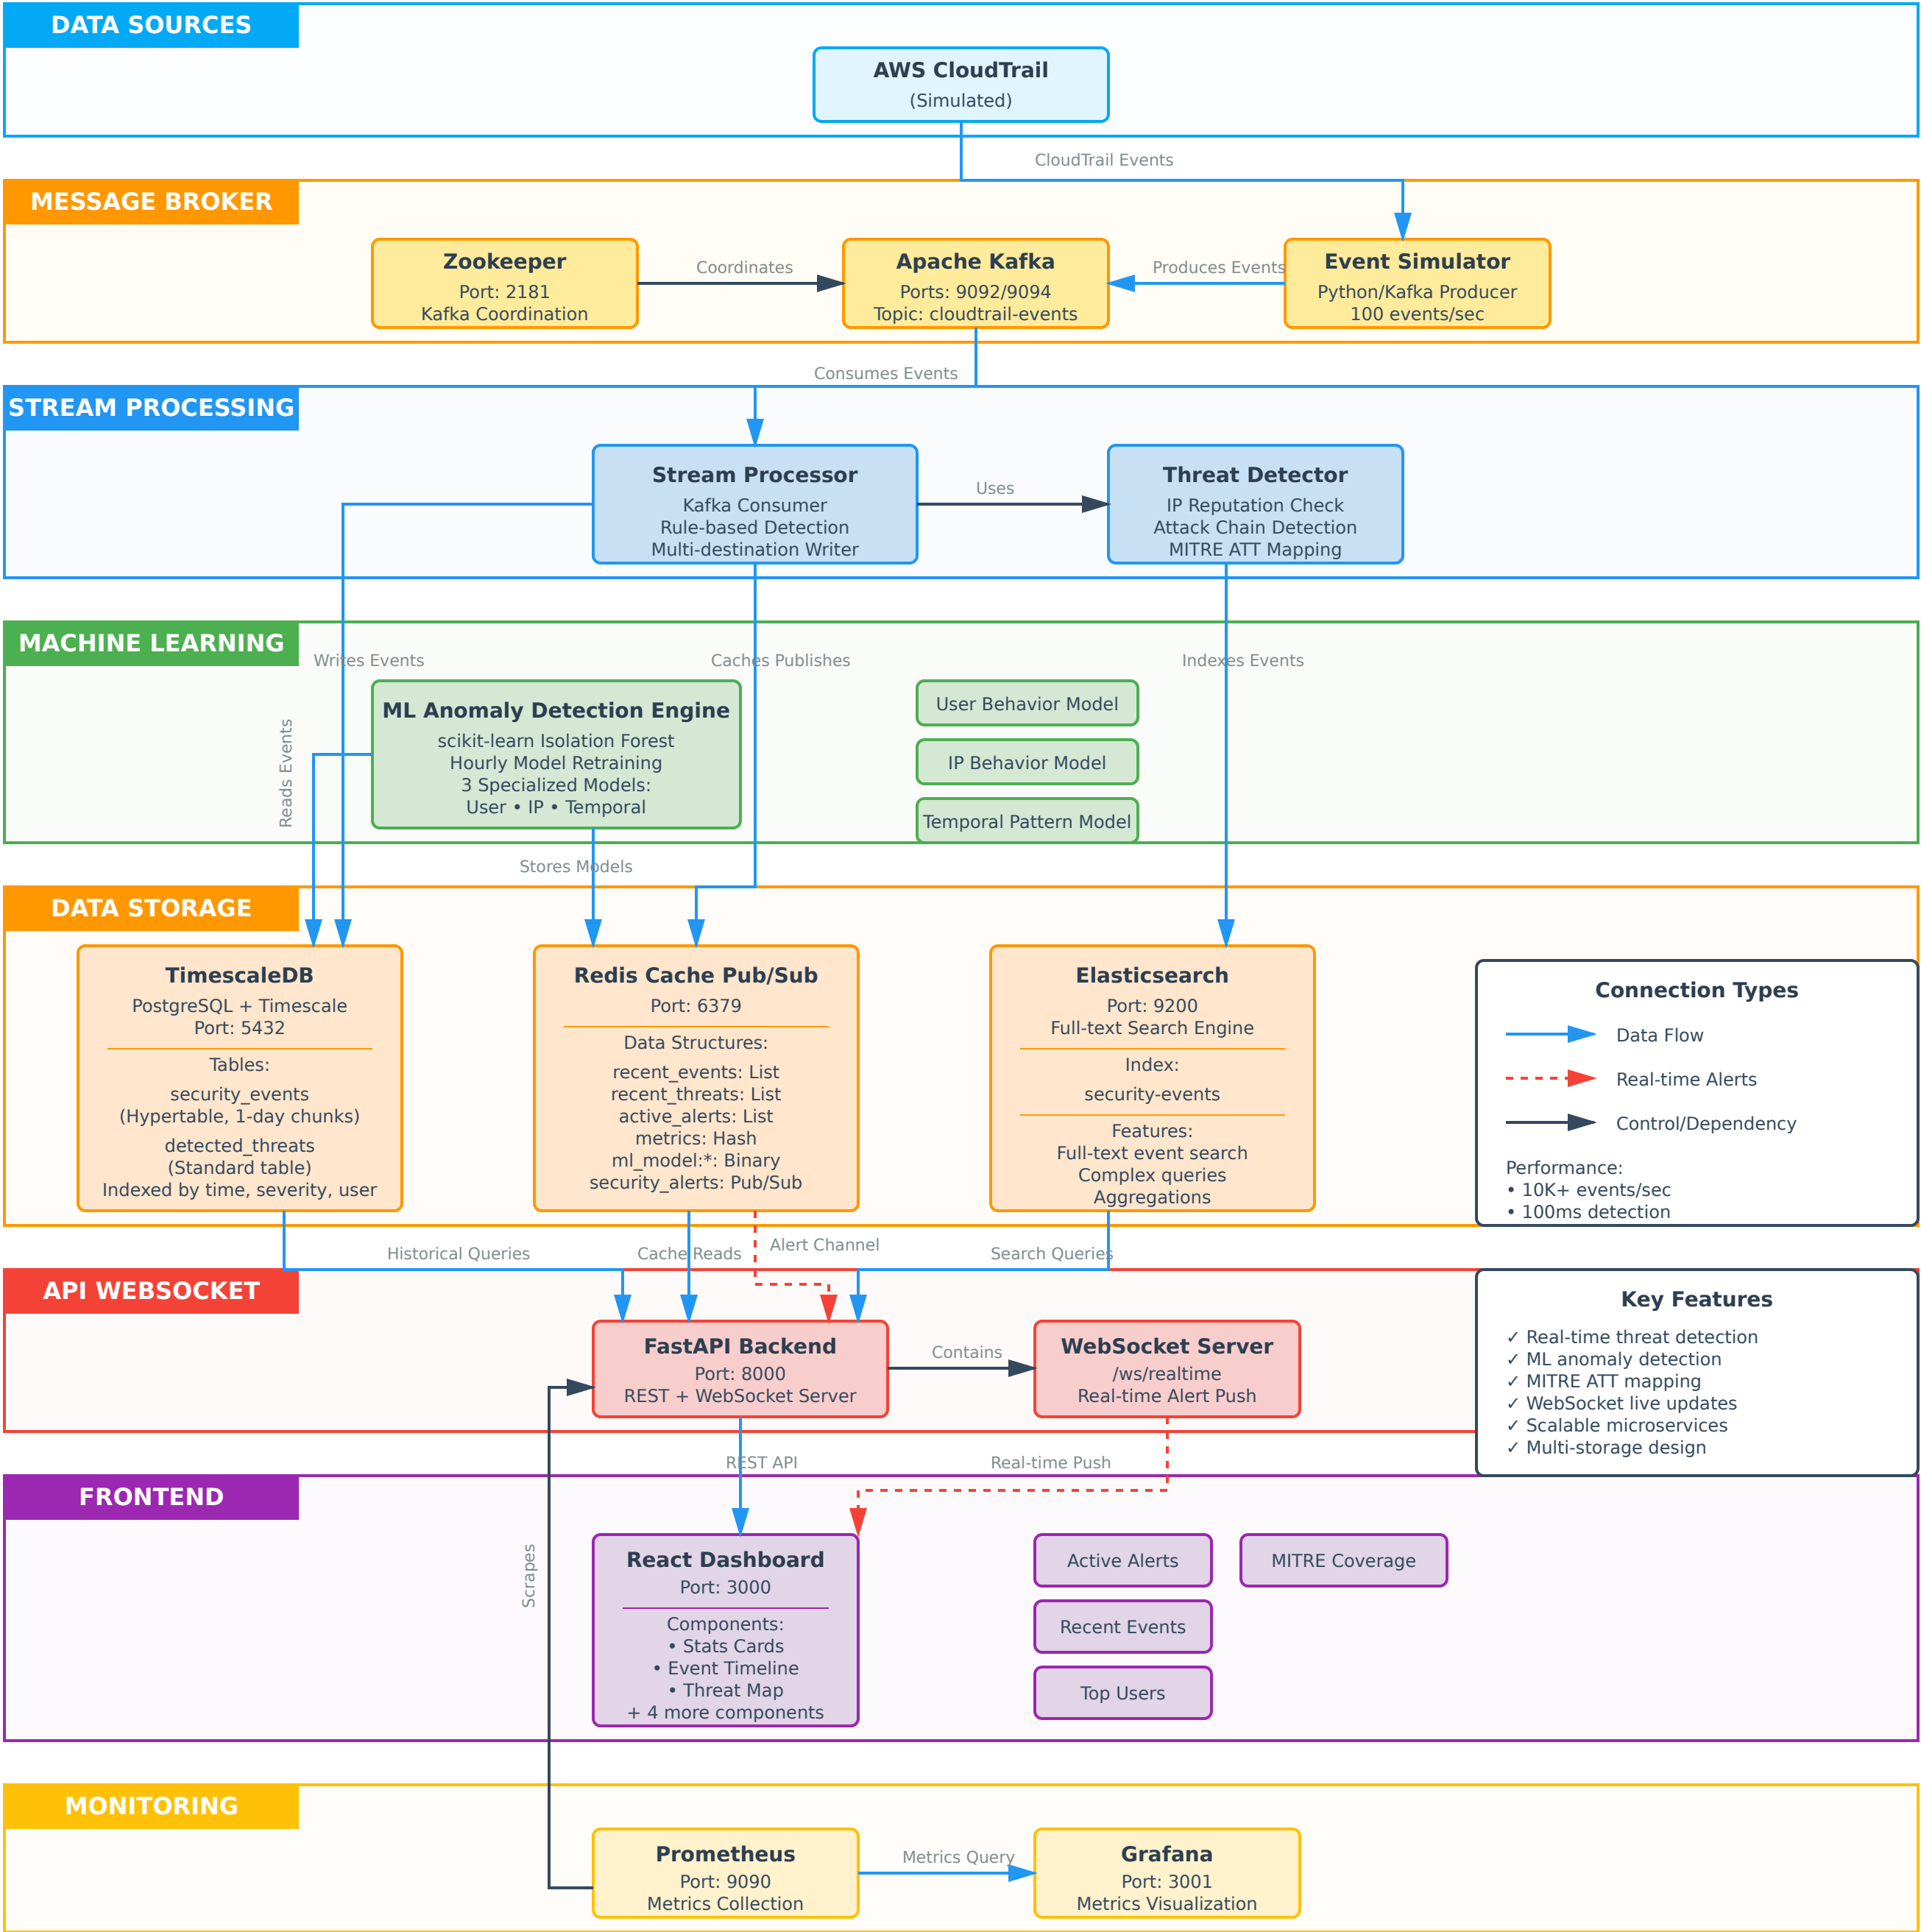 DATA SOURCES
AWS CloudTrail
(Simulated)
CloudTrail Events
MESSAGE BROKER
Zookeeper
Port: 2181
Kafka Coordination
Coordinates
Apache Kafka
Ports: 9092/9094
Topic: cloudtrail-events
Produces Events
Event Simulator
Python/Kafka Producer
100 events/sec
Consumes Events
STREAM PROCESSING
Stream Processor
Kafka Consumer
Rule-based Detection
Multi-destination Writer
Uses
Threat Detector
IP Reputation Check
Attack Chain Detection
MITRE ATT Mapping
MACHINE LEARNING
Writes Events
Caches Publishes
Indexes Events
Reads Events
ML Anomaly Detection Engine
scikit-learn Isolation Forest
Hourly Model Retraining
3 Specialized Models:
User • IP • Temporal
User Behavior Model
IP Behavior Model
Temporal Pattern Model
Stores Models
DATA STORAGE
TimescaleDB
PostgreSQL + Timescale
Port: 5432
Tables:
security_events
(Hypertable, 1-day chunks)
detected_threats
(Standard table)
Indexed by time, severity, user
Redis Cache Pub/Sub
Port: 6379
Data Structures:
recent_events: List
recent_threats: List
active_alerts: List
metrics: Hash
ml_model:*: Binary
security_alerts: Pub/Sub
Elasticsearch
Port: 9200
Full-text Search Engine
Index:
security-events
Features:
Full-text event search
Complex queries
Aggregations
Connection Types
Data Flow
Real-time Alerts
Control/Dependency
Performance:
• 10K+ events/sec
• 100ms detection
Historical Queries
Cache Reads
Alert Channel
Search Queries
API WEBSOCKET
FastAPI Backend
Port: 8000
REST + WebSocket Server
Contains
WebSocket Server
/ws/realtime
Real-time Alert Push
Key Features
✓ Real-time threat detection
✓ ML anomaly detection
✓ MITRE ATT mapping
✓ WebSocket live updates
✓ Scalable microservices
✓ Multi-storage design
REST API
Real-time Push
FRONTEND
Scrapes
React Dashboard
Port: 3000
Components:
• Stats Cards
• Event Timeline
• Threat Map
+ 4 more components
Active Alerts
MITRE Coverage
Recent Events
Top Users
MONITORING
Prometheus
Port: 9090
Metrics Collection
Metrics Query
Grafana
Port: 3001
Metrics Visualization